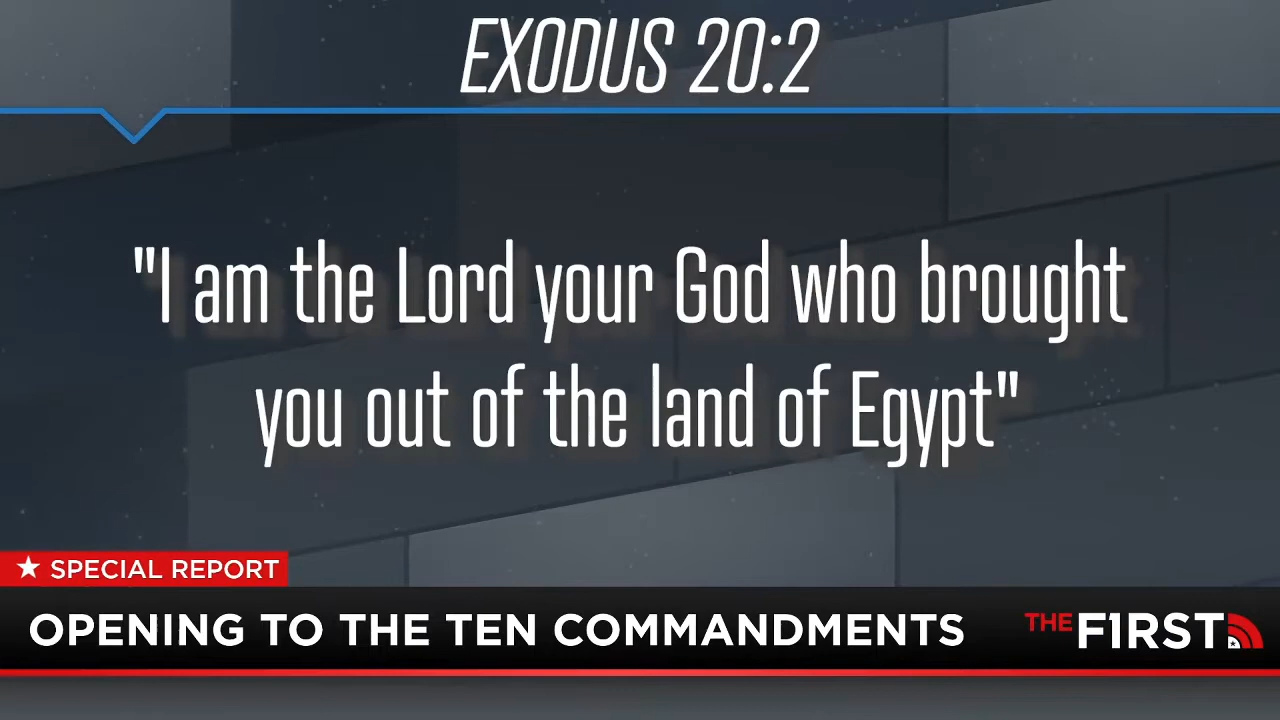 EXODUS 20:2
"I am the Lord your God who brought
you out of the land of Egypt"
★ SPECIAL REPORT
OPENING TO THE TEN COMMANDMENTS
THE F1RST